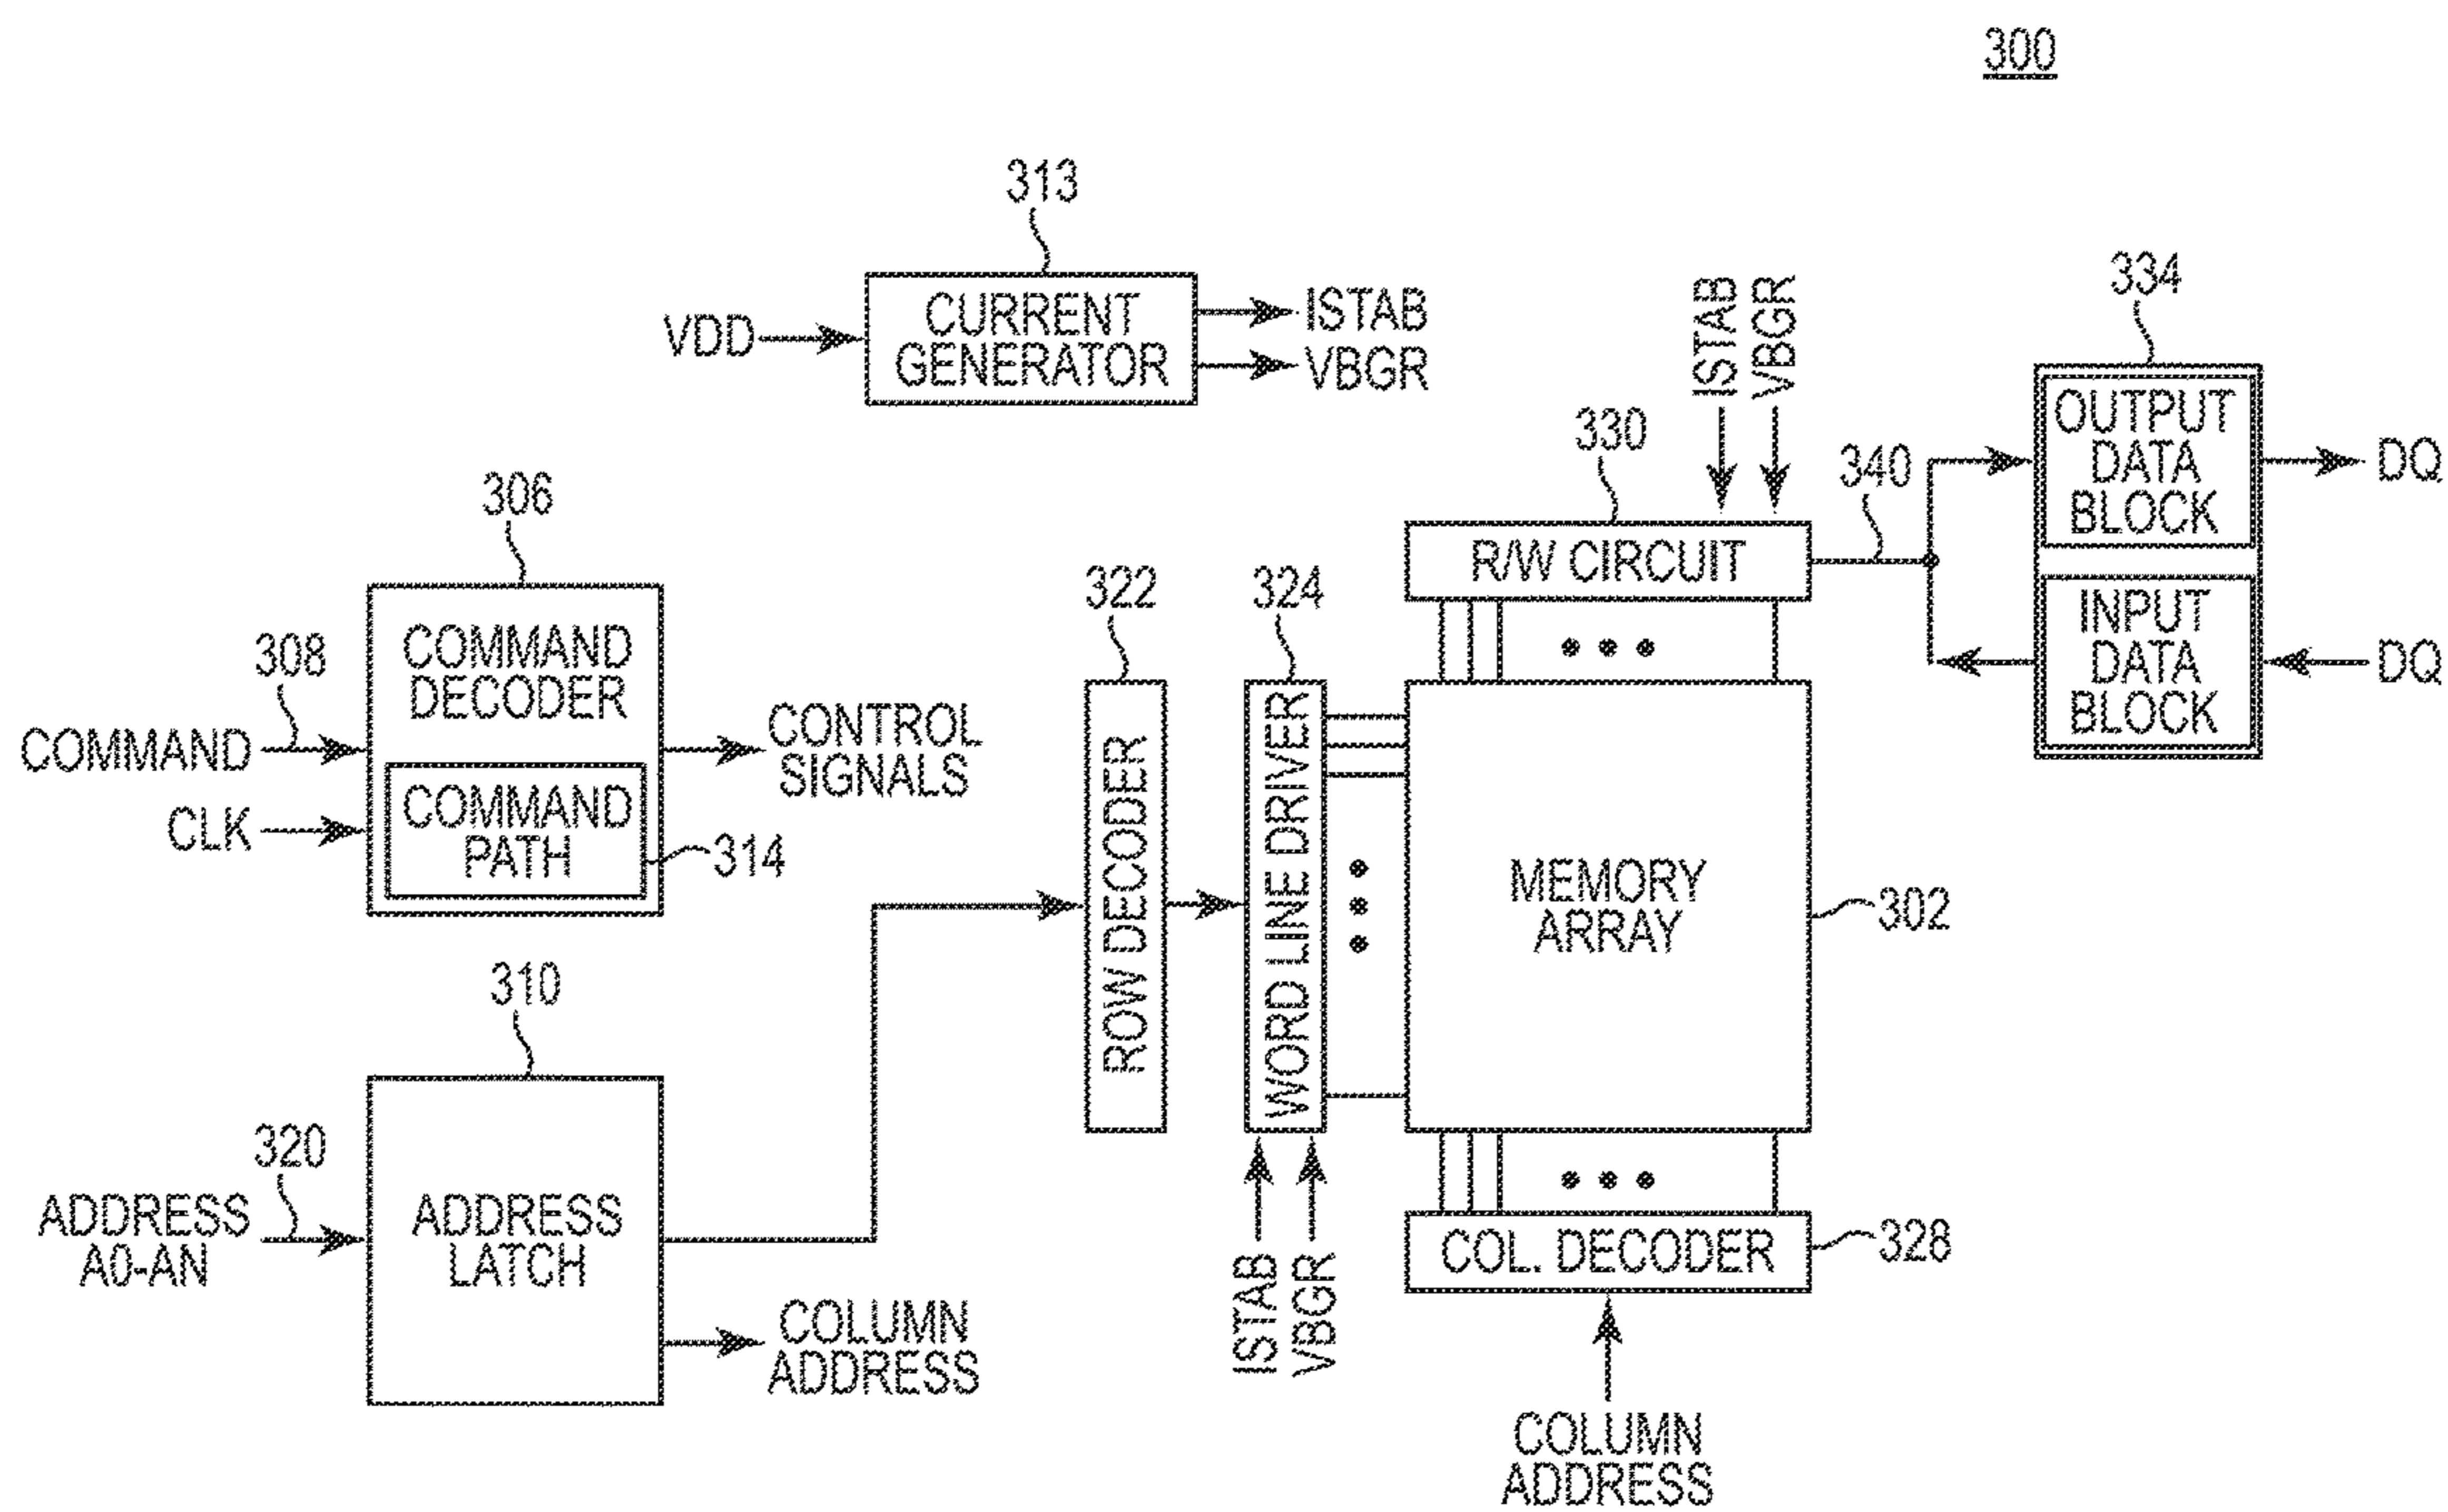 300
313
VDD
CURRENT
GENERATOR
ISTAB
VBGR
ISTAB
VBGR
334
OUTPUT
DATA
BLOCK
DQ
INPUT
DATA
BLOCK
DQ
330
340
R/W CIRCUIT
306
308
COMMAND
CLK
COMMAND
DECODER
COMMAND
PATH
314
CONTROL
SIGNALS
322
ROW DECODER
324
WORD LINE DRIVER
MEMORY
ARRAY
302
310
320
ADDRESS
A0-AN
ADDRESS
LATCH
COLUMN
ADDRESS
ISTAB
VBGR
COL. DECODER
328
COLUMN
ADDRESS